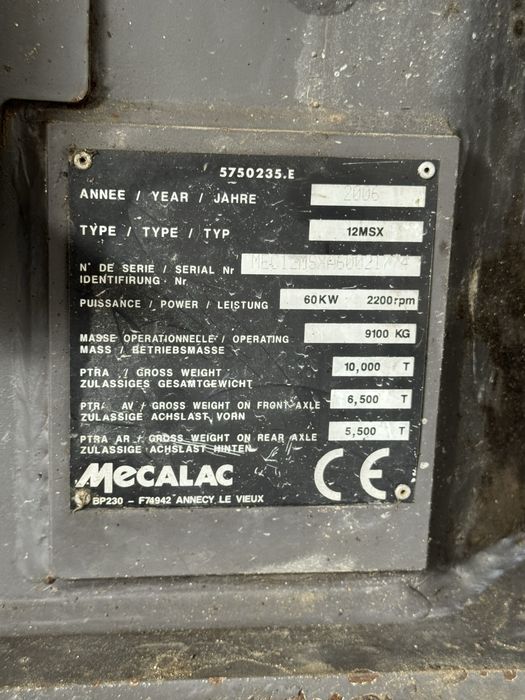 5750235.E
ANNEE / YEAR / JAHRE 2006
TYPE / TYPE / TYP 12MSX
N° DE SERIE / SERIAL Nr
IDENTIFIRUNG · Nr
PUISSANCE / POWER / LEISTUNG 60KW 2200rpm
MASSE OPERATIONNELLE / OPERATING 9100 KG
MASS / BETRIEBSMASSE
PTRA / GROSS WEIGHT 10,000 T
ZULASSIGES GESAMTGEWICHT
PTRA AV / GROSS WEIGHT ON FRONT AXLE 6,500 T
ZULASSIGE ACHSLAST VORN
PTRA AR / GROSS WEIGHT ON REAR AXLE 5,500 T
ZULASSIGE ACHSLAST HINTEN
MECALAC CE
BP230 – F74942 ANNECY LE VIEUX